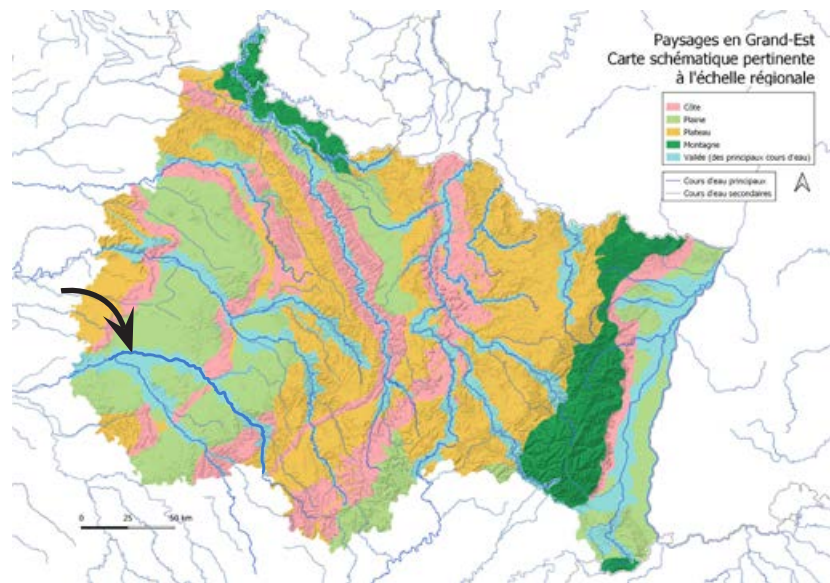 Paysages en Grand-Est
Carte schématique pertinente
à l'échelle régionale
Côte
Plaine
Plateau
Montagne
Vallée (des principaux cours d'eau)
Cours d'eau principaux
Cours d'eau secondaires
0 25 50 km